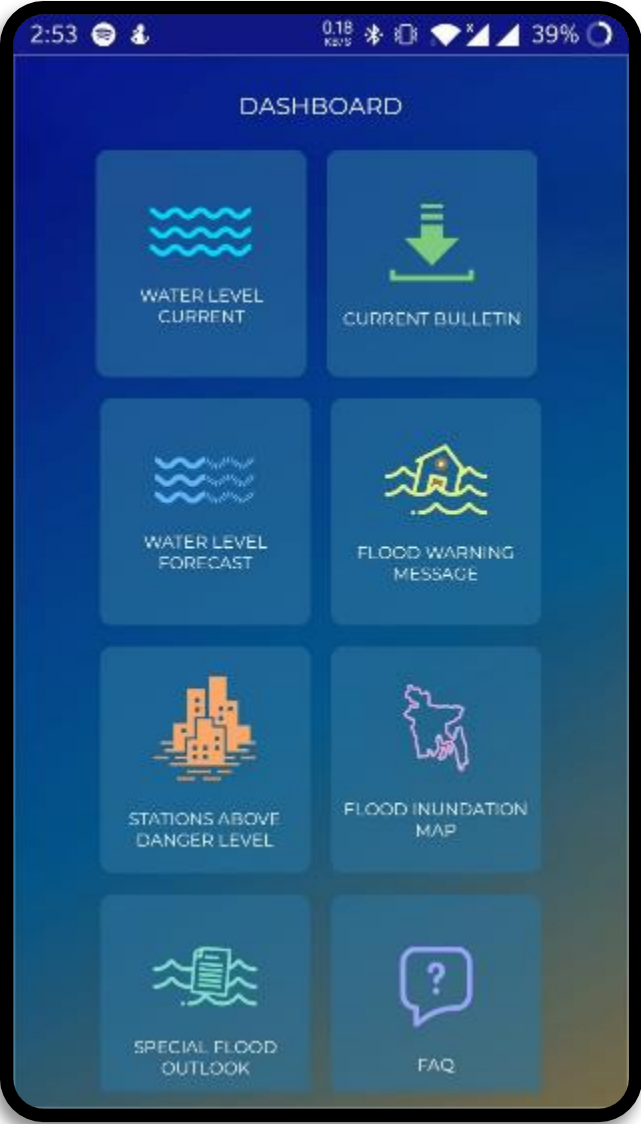 2:53
0.18
KB/S
39%
DASHBOARD
WATER LEVEL
CURRENT
CURRENT BULLETIN
WATER LEVEL
FORECAST
FLOOD WARNING
MESSAGE
STATIONS ABOVE
DANGER LEVEL
FLOOD INUNDATION
MAP
SPECIAL FLOOD
OUTLOOK
?
FAQ